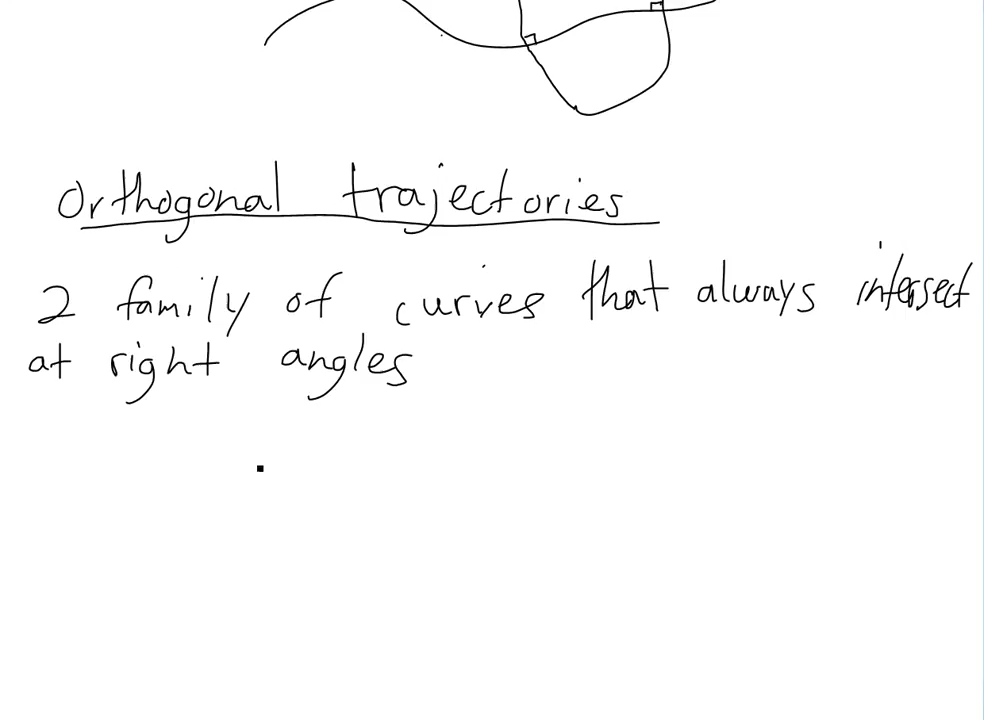 Orthogonal trajectories
2 family of curves that always intersect
at right angles